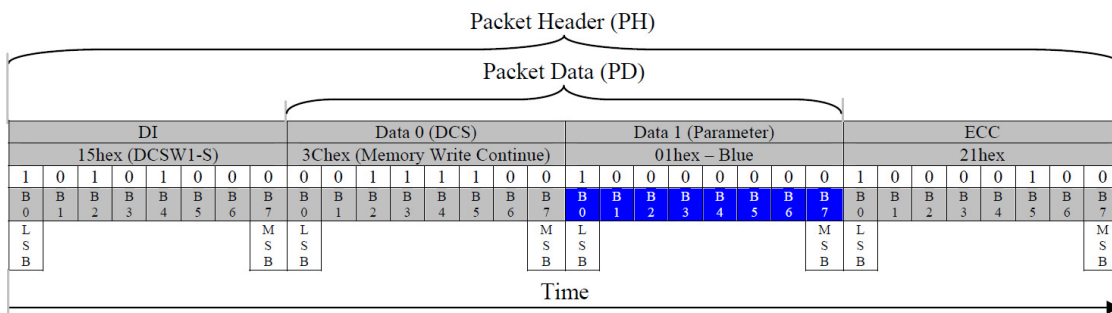 Packet Header (PH)
Packet Data (PD)
DI Data 0 (DCS) Data 1 (Parameter) ECC
15hex (DCSW1-S) 3Chex (Memory Write Continue) 01hex – Blue 21hex
1 0 1 0 1 0 0 0 0 0 1 1 1 1 0 0 1 0 0 0 0 0 0 0 1 0 0 0 0 1 0 0
B B B B B B B B B B B B B B B B B B B B B B B B B B B B B B B B
0 1 2 3 4 5 6 7 0 1 2 3 4 5 6 7 0 1 2 3 4 5 6 7 0 1 2 3 4 5 6 7
L M L M L M L M
S S S S S S S S
B B B B B B B B
Time